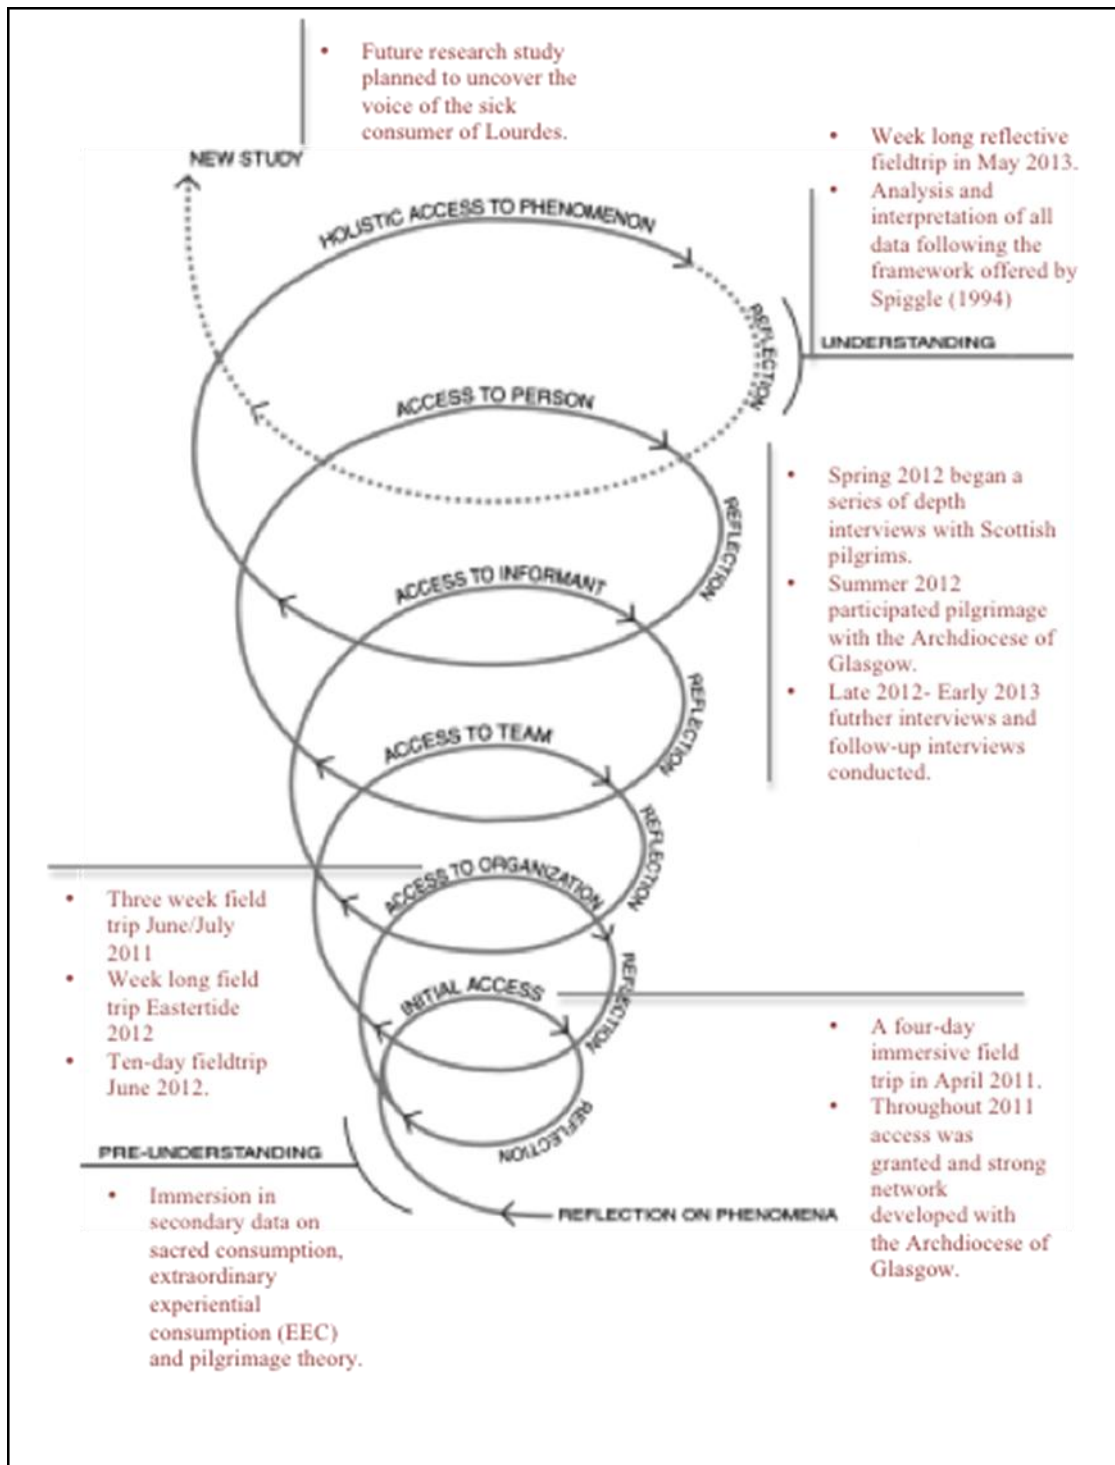 • Future research study
planned to uncover the
voice of the sick
consumer of Lourdes.
NEW STUDY
• Week long reflective
fieldtrip in May 2013.
• Analysis and
interpretation of all
data following the
framework offered by
Spiggle (1994)
HOLISTIC ACCESS TO PHENOMENON
REFLECTION
UNDERSTANDING
ACCESS TO PERSON
REFLECTION
• Spring 2012 began a
series of depth
interviews with Scottish
pilgrims.
• Summer 2012
participated pilgrimage
with the Archdiocese of
Glasgow.
• Late 2012- Early 2013
futrher interviews and
follow-up interviews
conducted.
ACCESS TO INFORMANT
REFLECTION
ACCESS TO TEAM
REFLECTION
ACCESS TO ORGANIZATION
REFLECTION
• Three week field
trip June/July
2011
• Week long field
trip Eastertide
2012
• Ten-day fieldtrip
June 2012.
INITIAL ACCESS
REFLECTION
• A four-day
immersive field
trip in April 2011.
• Throughout 2011
access was
granted and strong
network
developed with
the Archdiocese of
Glasgow.
PRE-UNDERSTANDING
• Immersion in
secondary data on
sacred consumption,
extraordinary
experiential
consumption (EEC)
and pilgrimage theory.
REFLECTION ON PHENOMENA